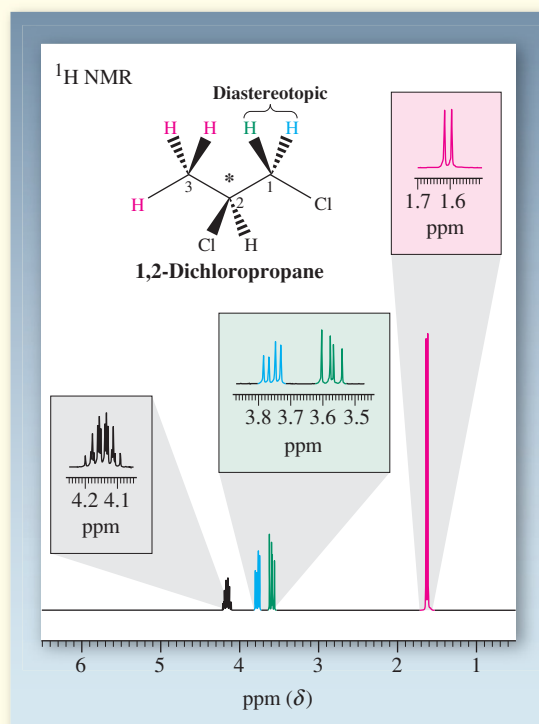 ¹H NMR
Diastereotopic
H H H H
*
3 2 1
H Cl
Cl H
1,2-Dichloropropane
1.7 1.6
ppm
3.8 3.7 3.6 3.5
ppm
4.2 4.1
ppm
6 5 4 3 2 1
ppm (δ)